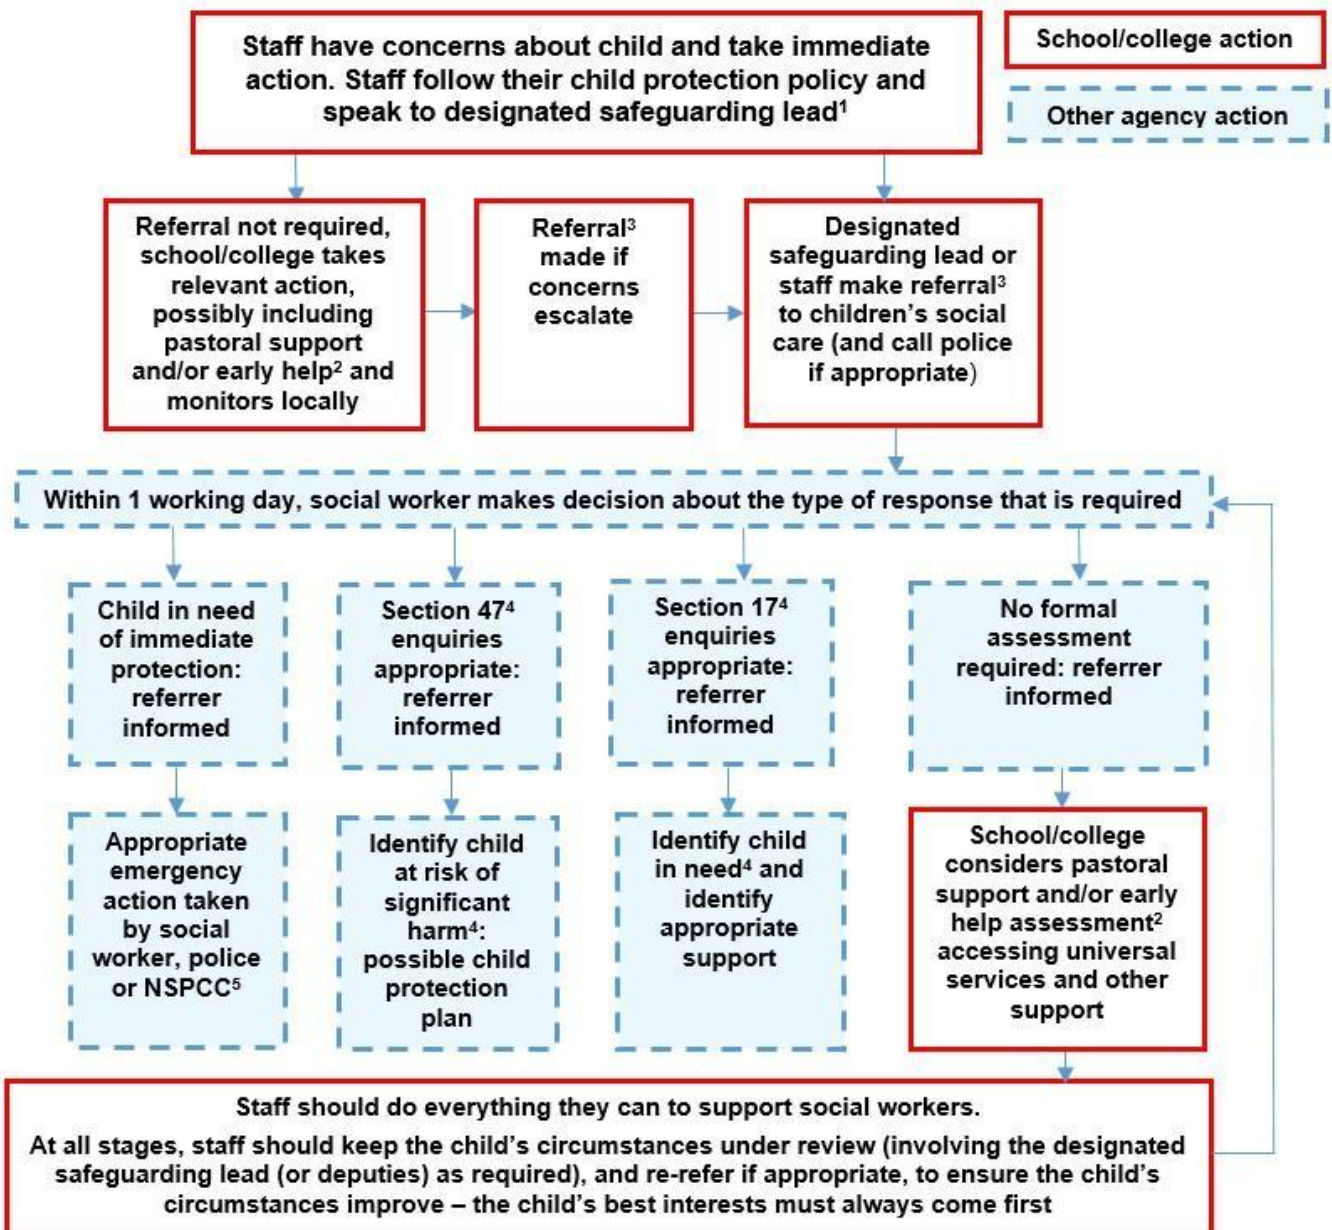 Staff have concerns about child and take immediate
action. Staff follow their child protection policy and
speak to designated safeguarding lead¹
School/college action
Other agency action
Referral not required,
school/college takes
relevant action,
possibly including
pastoral support
and/or early help² and
monitors locally
Referral³
made if
concerns
escalate
Designated
safeguarding lead or
staff make referral³
to children’s social
care (and call police
if appropriate)
Within 1 working day, social worker makes decision about the type of response that is required
Child in need
of immediate
protection:
referrer
informed
Section 47⁴
enquiries
appropriate:
referrer
informed
Section 17⁴
enquiries
appropriate:
referrer
informed
No formal
assessment
required: referrer
informed
Appropriate
emergency
action taken
by social
worker, police
or NSPCC⁵
Identify child
at risk of
significant
harm⁴:
possible child
protection
plan
Identify child
in need⁴ and
identify
appropriate
support
School/college
considers pastoral
support and/or early
help assessment²
accessing universal
services and other
support
Staff should do everything they can to support social workers.
At all stages, staff should keep the child’s circumstances under review (involving the designated
safeguarding lead (or deputies) as required), and re-refer if appropriate, to ensure the child’s
circumstances improve – the child’s best interests must always come first